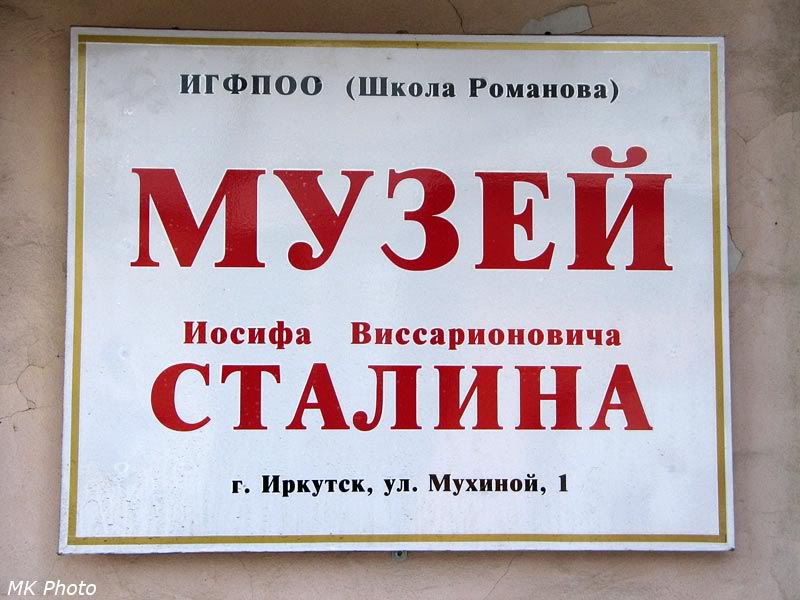 ИГФПОО (Школа Романова)
МУЗЕЙ
Иосифа Виссарионовича
СТАЛИНА
г. Иркутск, ул. Мухиной, 1
MK Photo